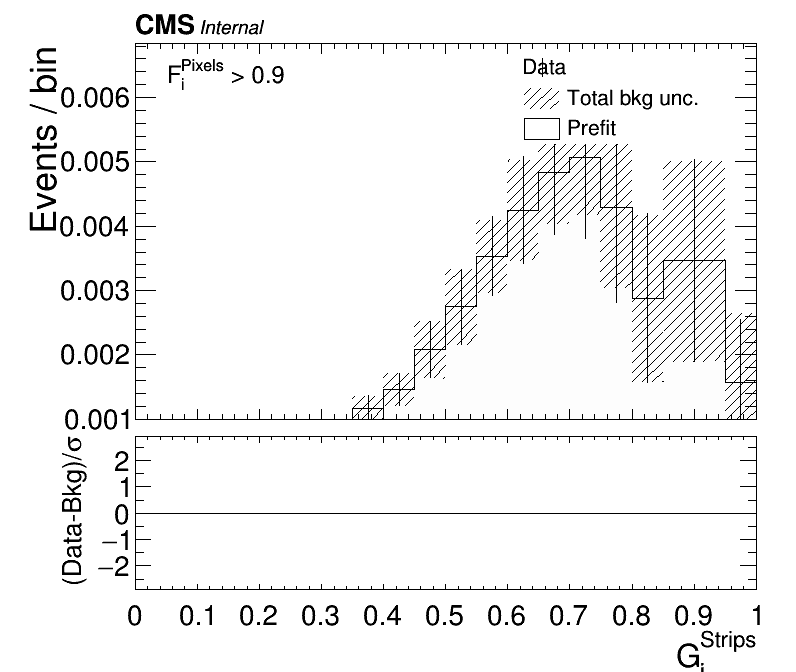 CMS Internal
F_i^Pixels > 0.9
Data
Total bkg unc.
Prefit
Events / bin
0.006
0.005
0.004
0.003
0.002
0.001
(Data-Bkg)/σ
2
1
0
−1
−2
0 0.1 0.2 0.3 0.4 0.5 0.6 0.7 0.8 0.9 1
G_i^Strips